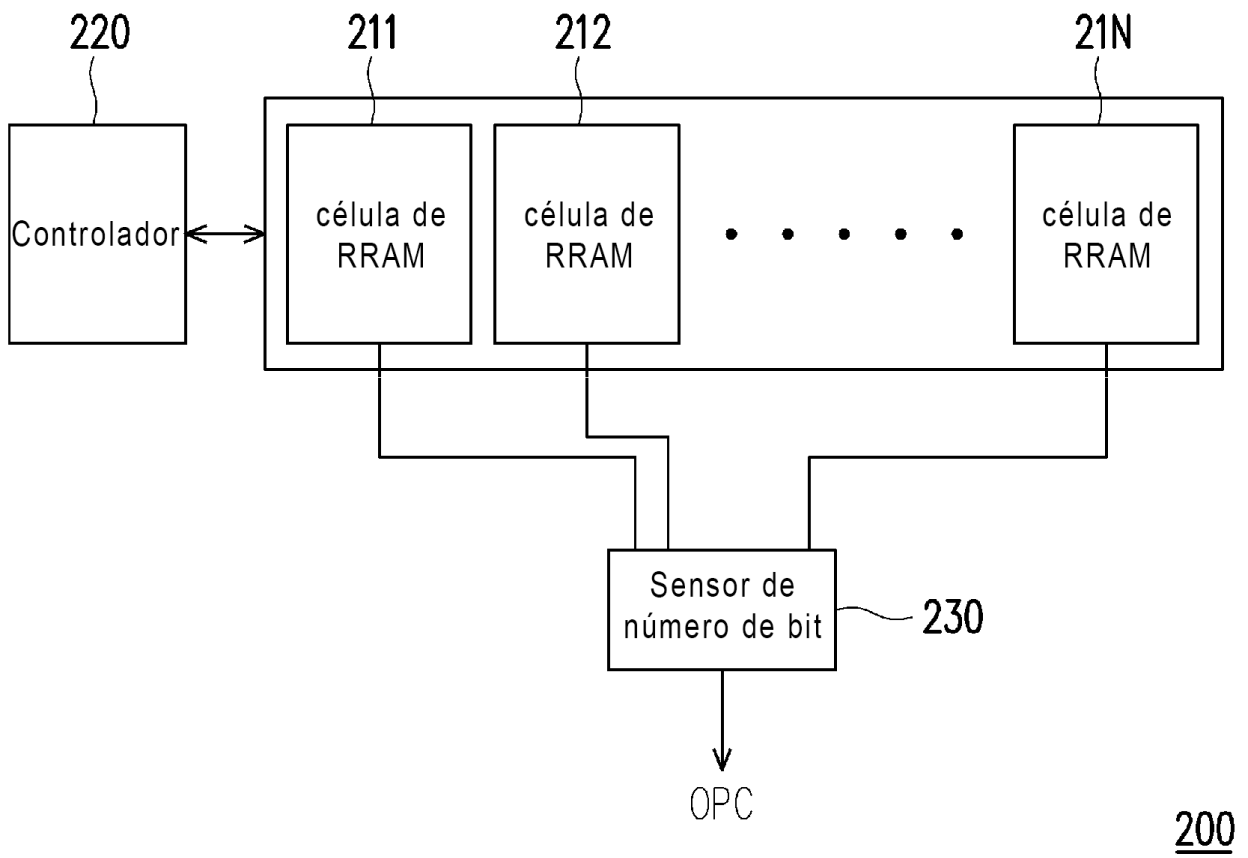 220
211
212
21N
Controlador
célula de
RRAM
célula de
RRAM
célula de
RRAM
Sensor de
número de bit
230
OPC
200